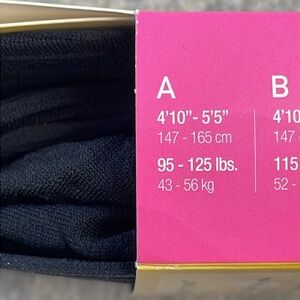 A
4'10"- 5'5"
147 - 165 cm
95 - 125 lbs.
43 - 56 kg
B
4'10
147
115
52 -